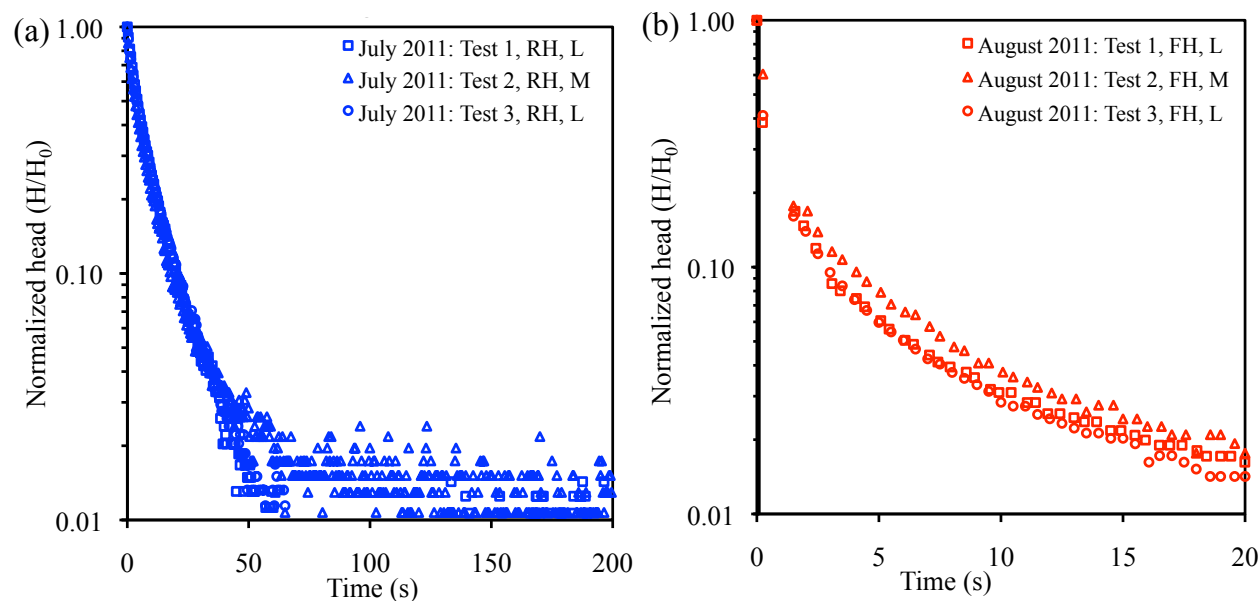 (a)
1.00
0.10
0.01
Normalized head (H/H0)
July 2011: Test 1, RH, L
July 2011: Test 2, RH, M
July 2011: Test 3, RH, L
0 50 100 150 200
Time (s)
(b)
1.00
0.10
0.01
Normalized head (H/H0)
August 2011: Test 1, FH, L
August 2011: Test 2, FH, M
August 2011: Test 3, FH, L
0 5 10 15 20
Time (s)